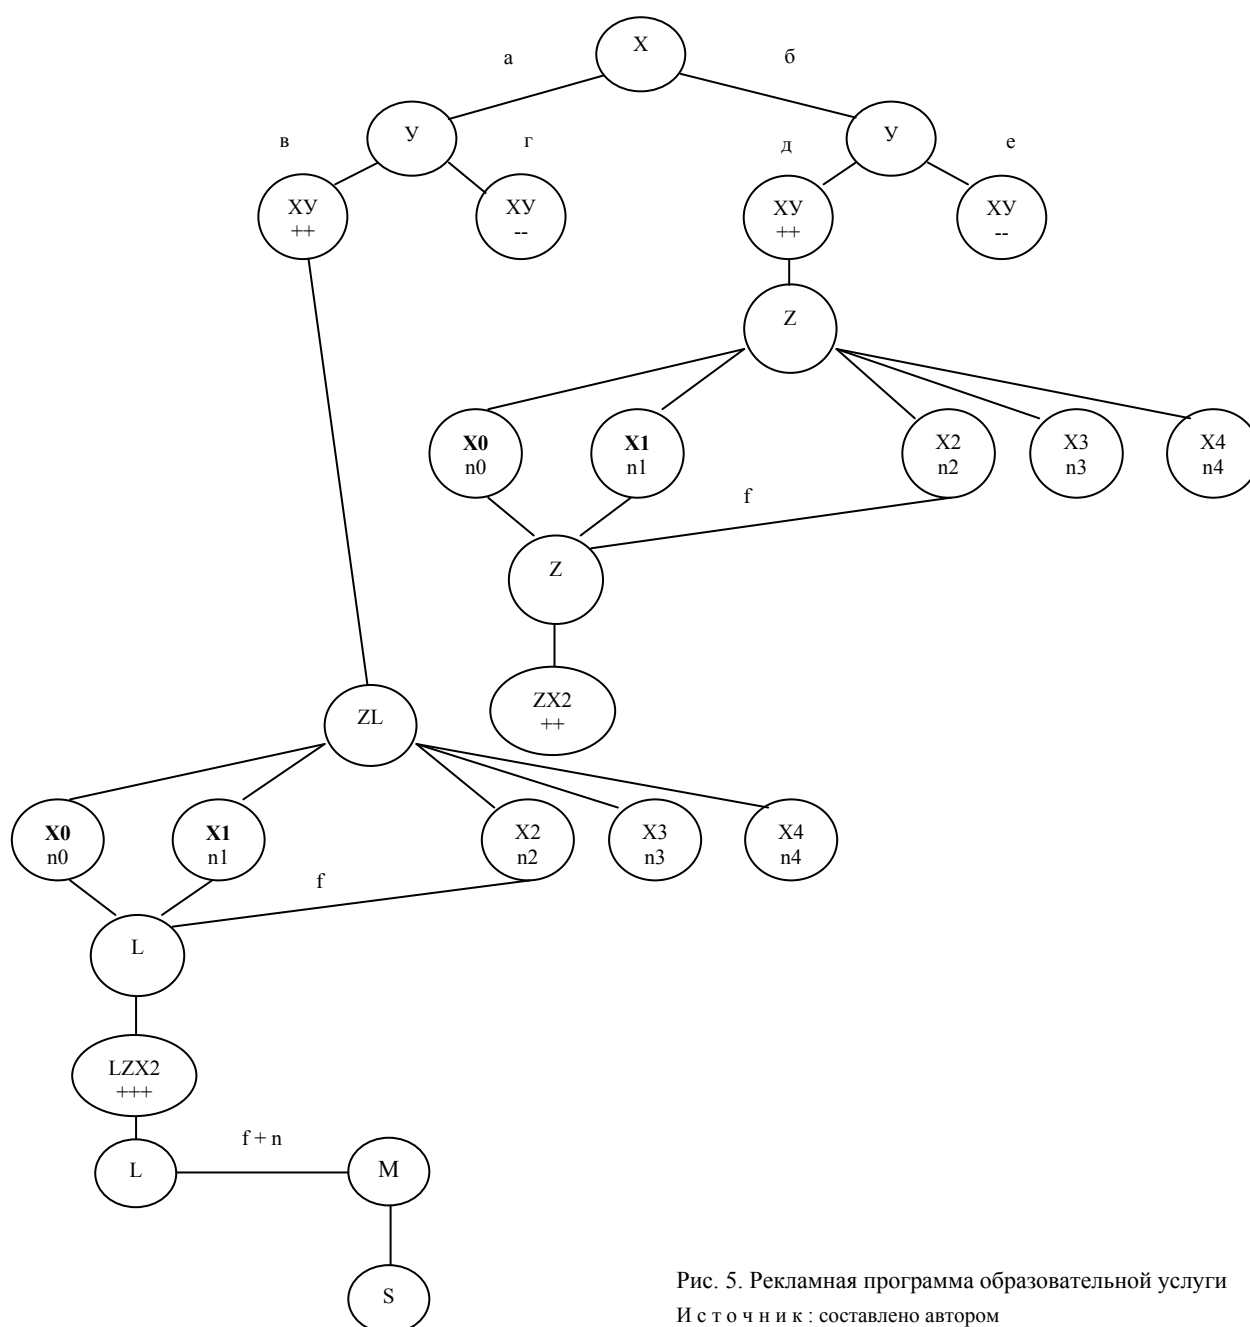 Х
а
б
У
У
в
г
д
е
ХУ
++
ХУ
--
ХУ
++
ХУ
--
Z
X0
n0
X1
n1
X2
n2
X3
n3
X4
n4
f
Z
ZX2
++
ZL
X0
n0
X1
n1
X2
n2
X3
n3
X4
n4
f
L
LZX2
+++
L
f + n
M
S
Рис. 5. Рекламная программа образовательной услуги
И с т о ч н и к : составлено автором